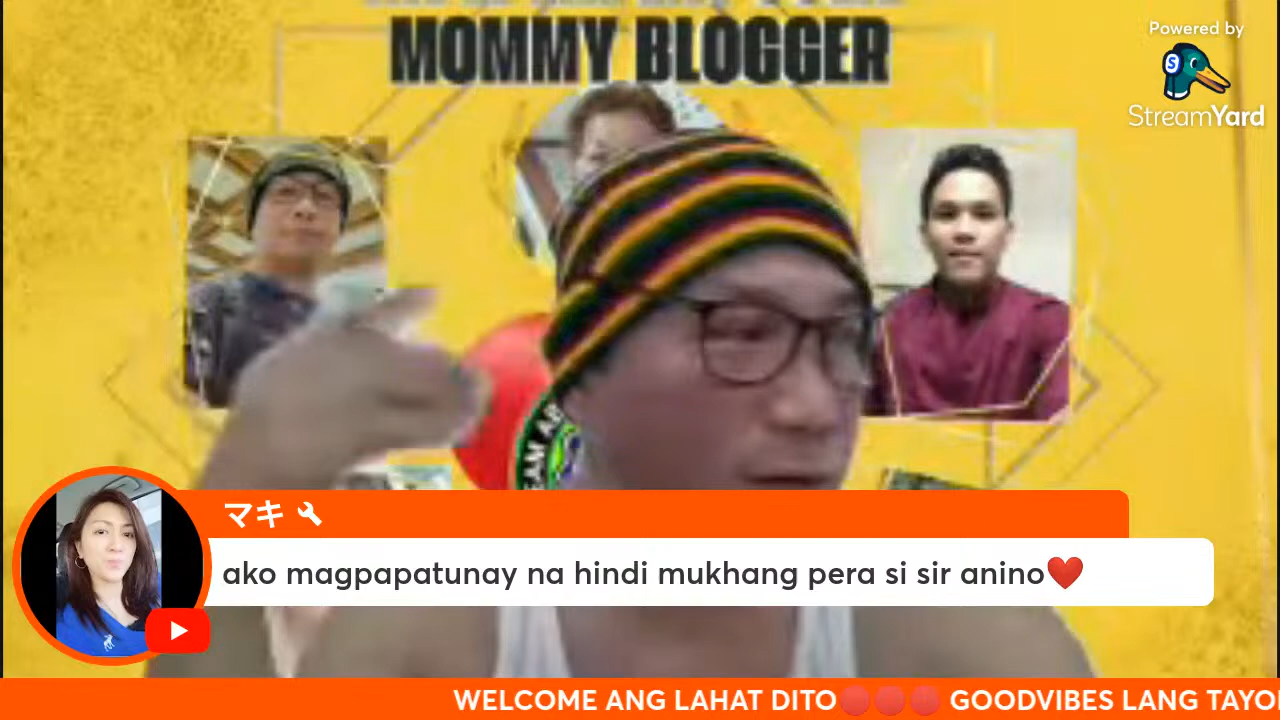 MOMMY BLOGGER
Powered by
StreamYard
マキ
ako magpapatunay na hindi mukhang pera si sir anino❤️
WELCOME ANG LAHAT DITO🔴🔴🔴 GOODVIBES LANG TAYO